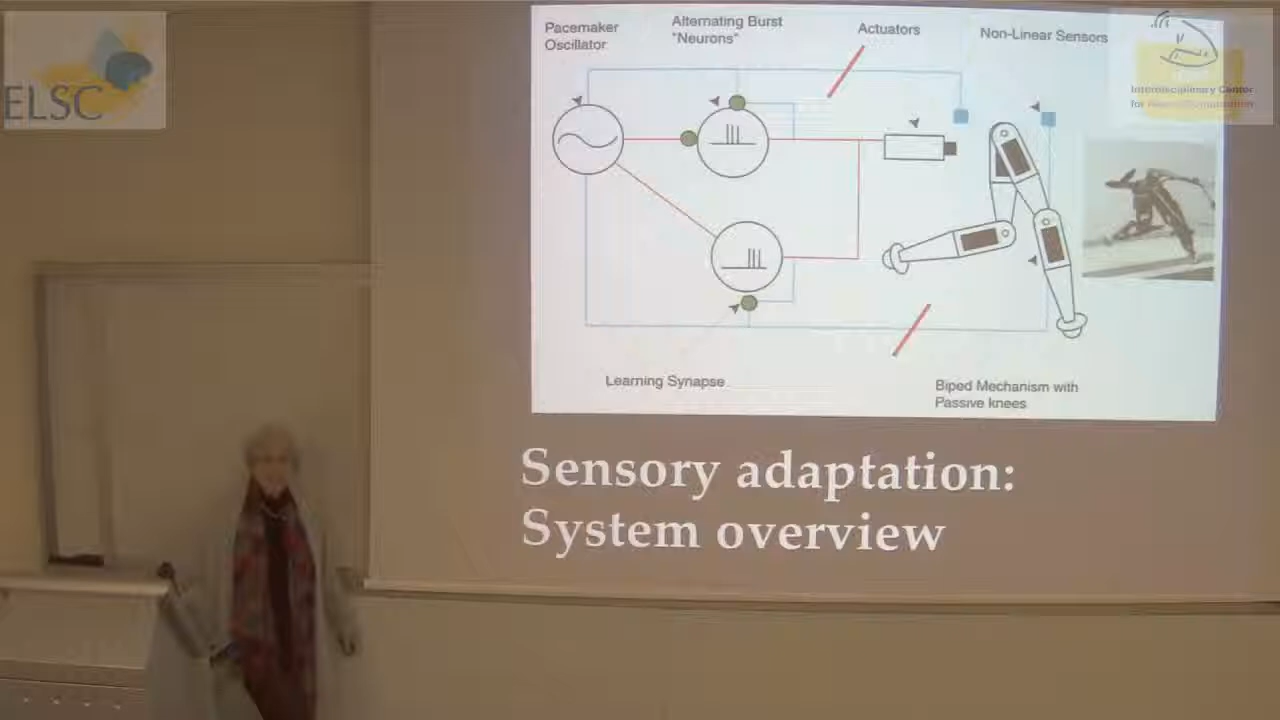 ELSC
Pacemaker
Oscillator
Alternating Burst
"Neurons"
Actuators
Non-Linear Sensors
Interdisciplinary Center
Learning Synapse
Biped Mechanism with
Passive knees
Sensory adaptation:
System overview